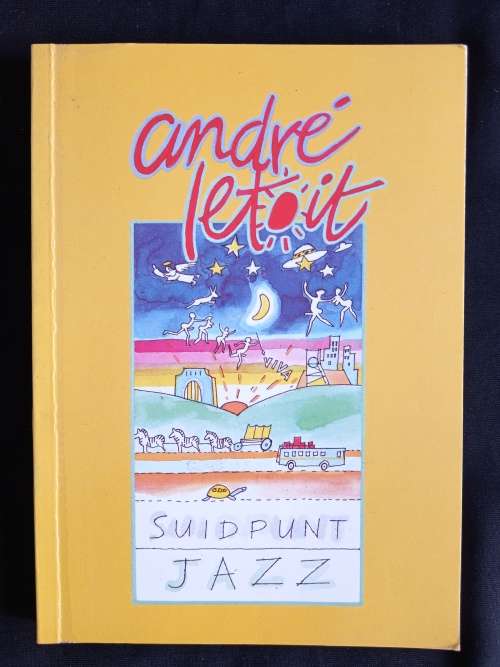 andré
letoit
VIVA
SUIDPUNT
JAZZ